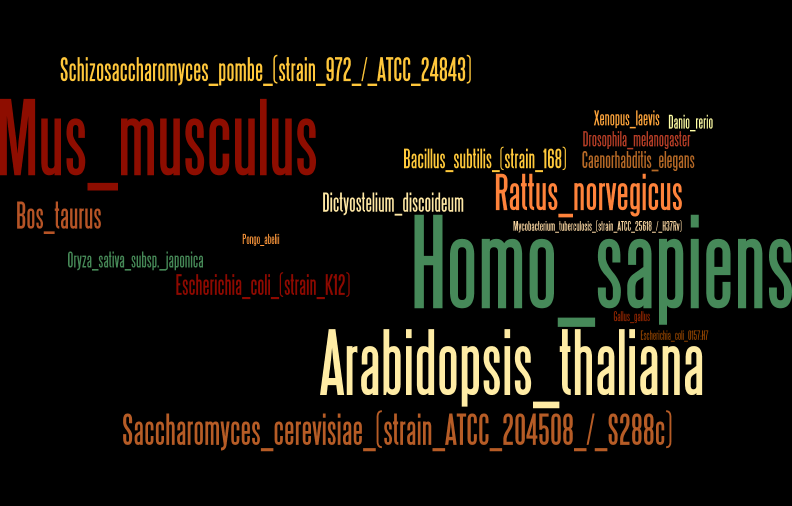 Schizosaccharomyces_pombe_(strain_972_/_ATCC_24843)
Mus_musculus
Xenopus_laevis
Danio_rerio
Drosophila_melanogaster
Bacillus_subtilis_(strain_168)
Caenorhabditis_elegans
Rattus_norvegicus
Bos_taurus
Dictyostelium_discoideum
Mycobacterium_tuberculosis_(strain_ATCC_25618_/_H37Rv)
Pongo_abelii
Oryza_sativa_subsp._japonica
Homo_sapiens
Escherichia_coli_(strain_K12)
Gallus_gallus
Escherichia_coli_O157:H7
Arabidopsis_thaliana
Saccharomyces_cerevisiae_(strain_ATCC_204508_/_S288c)